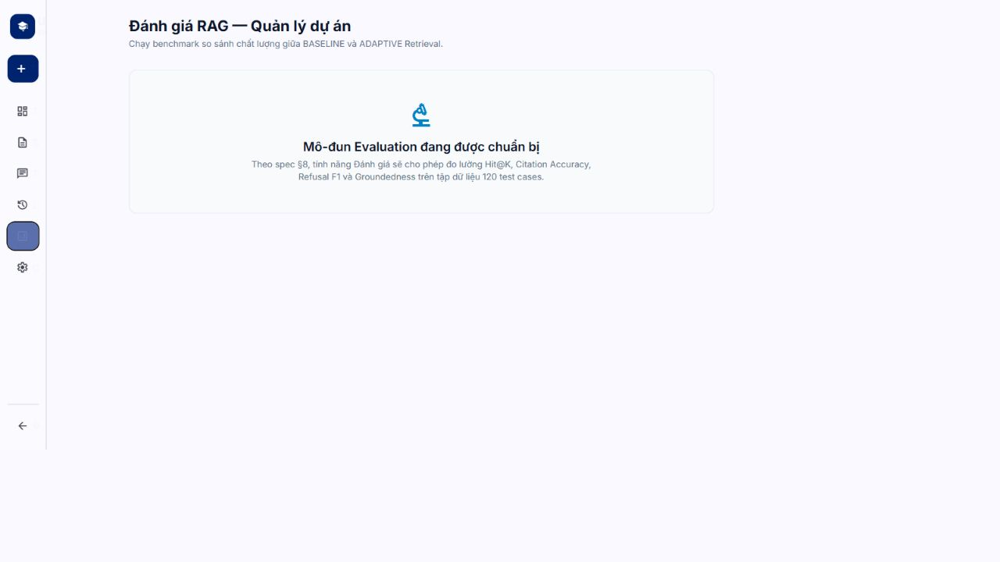 Đánh giá RAG — Quản lý dự án
Chạy benchmark so sánh chất lượng giữa BASELINE và ADAPTIVE Retrieval.
Mô-đun Evaluation đang được chuẩn bị
Theo spec §8, tính năng Đánh giá sẽ cho phép đo lường Hit@K, Citation Accuracy,
Refusal F1 và Groundedness trên tập dữ liệu 120 test cases.